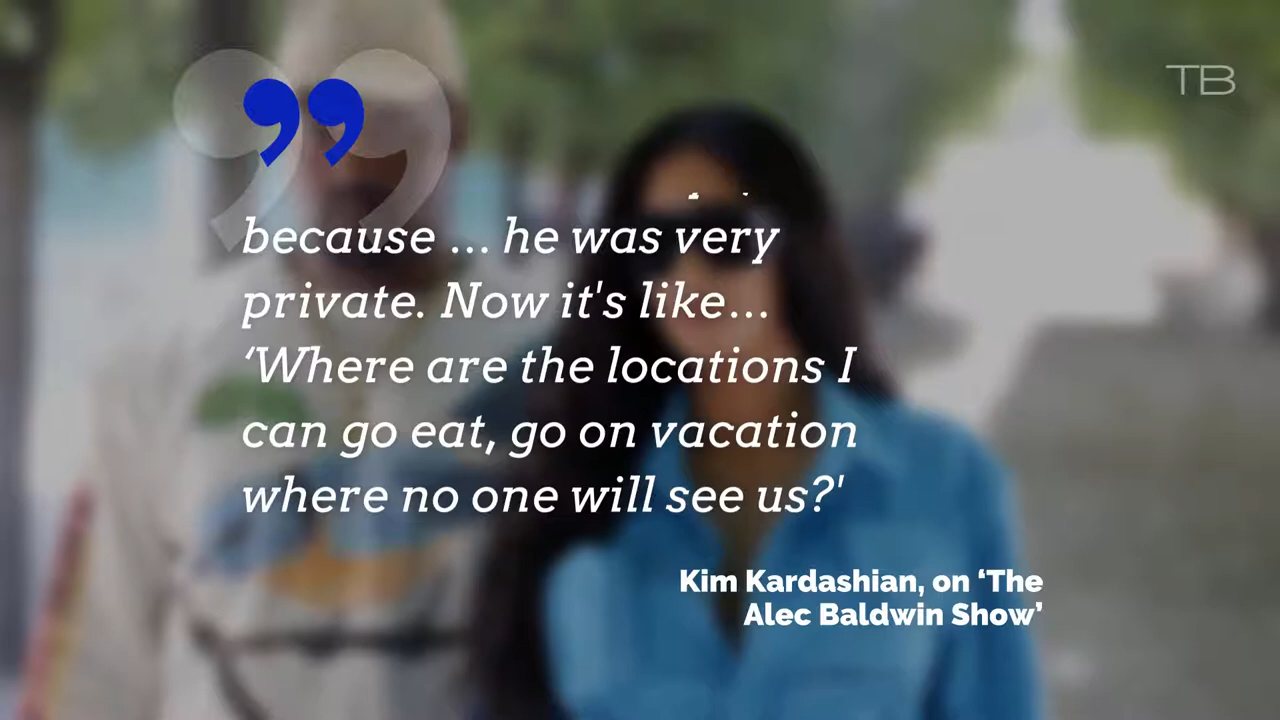 TB
”
because ... he was very
private. Now it's like...
‘Where are the locations I
can go eat, go on vacation
where no one will see us?'
Kim Kardashian, on ‘The
Alec Baldwin Show’